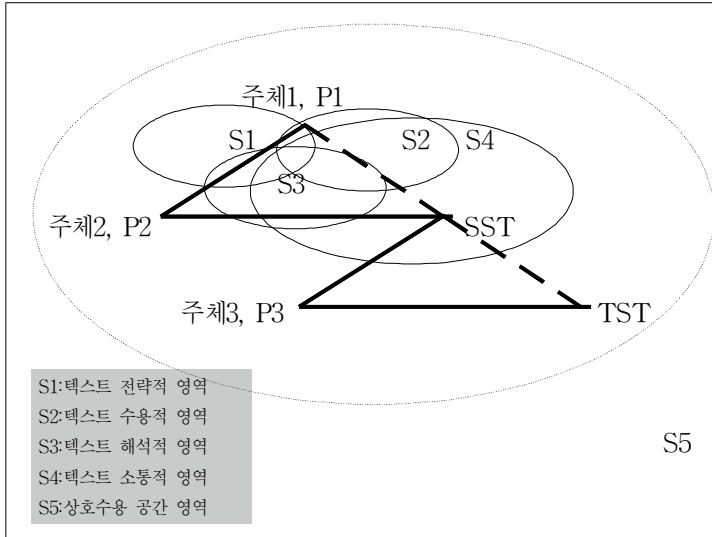 주체1, P1
S1
S2
S4
S3
주체2, P2
SST
주체3, P3
TST
S1:텍스트 전략적 영역
S2:텍스트 수용적 영역
S3:텍스트 해석적 영역
S4:텍스트 소통적 영역
S5:상호수용 공간 영역
S5